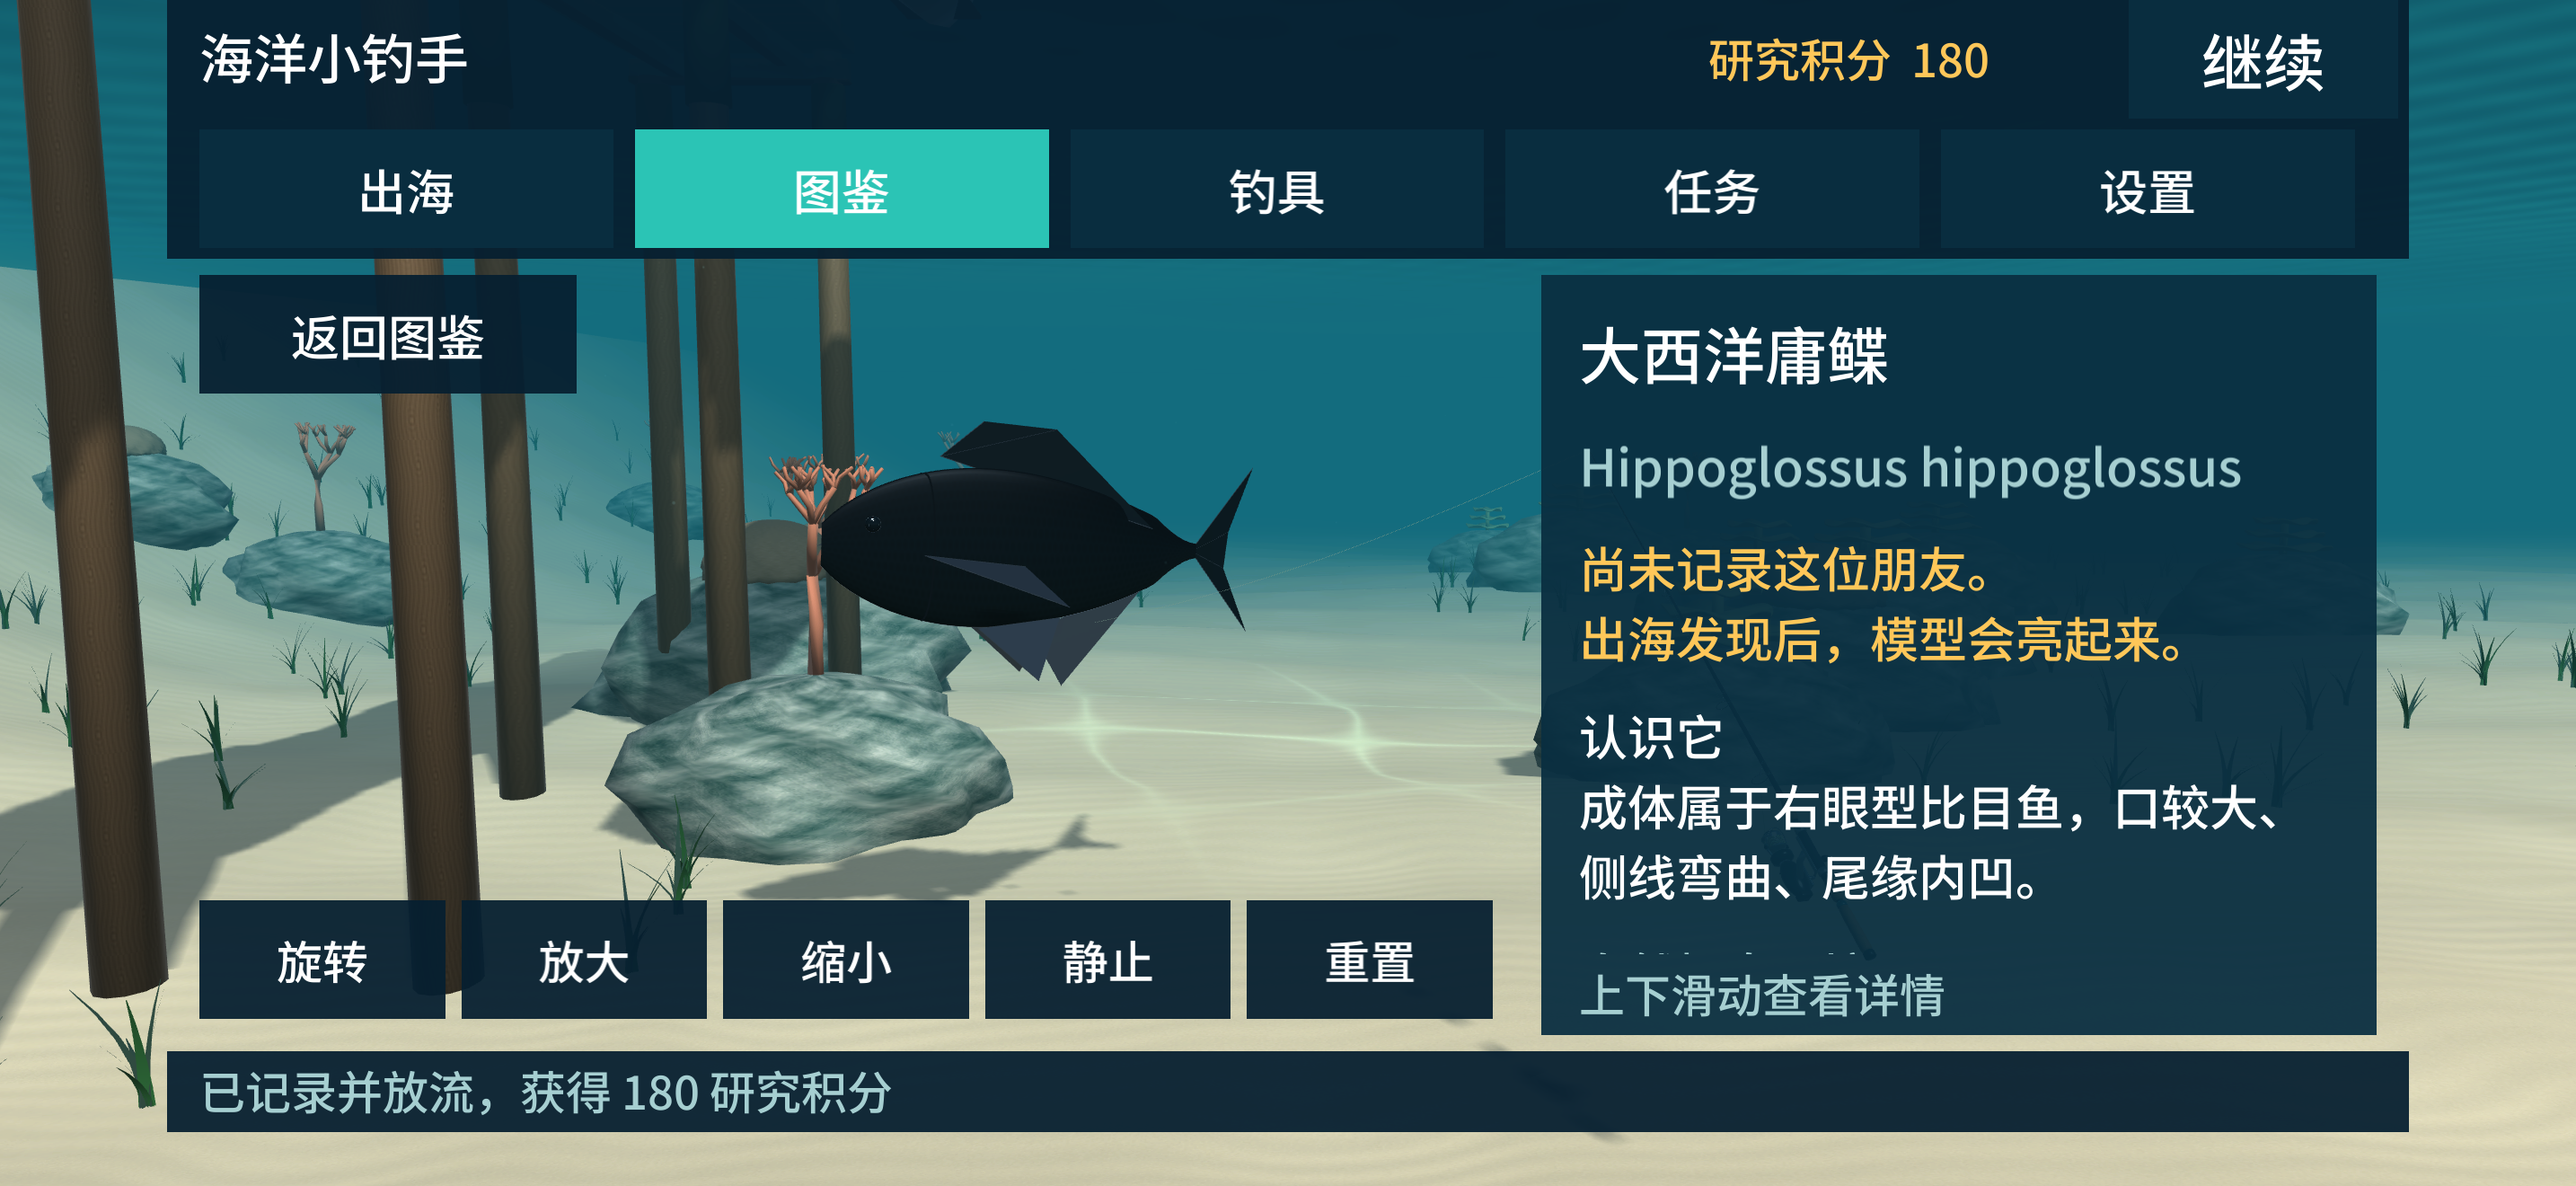 海洋小钓手
研究积分 180
继续
出海
图鉴
钓具
任务
设置
返回图鉴
大西洋庸鲽
Hippoglossus hippoglossus
尚未记录这位朋友。
出海发现后，模型会亮起来。
认识它
成体属于右眼型比目鱼，口较大、
侧线弯曲、尾缘内凹。
上下滑动查看详情
旋转
放大
缩小
静止
重置
已记录并放流，获得 180 研究积分